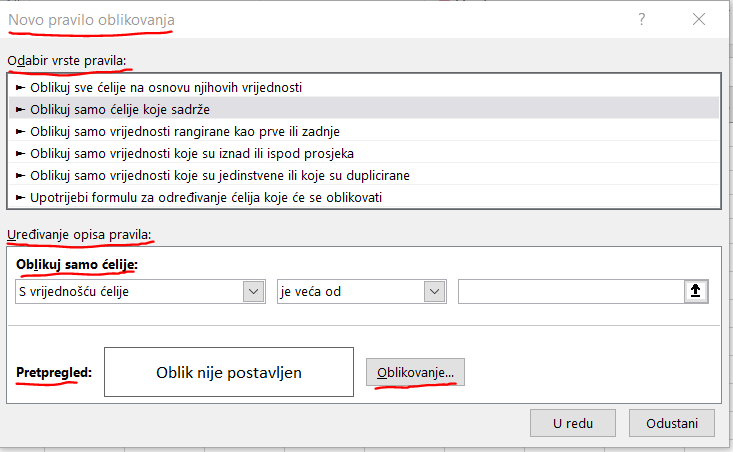 Novo pravilo oblikovanja
Odabir vrste pravila:
► Oblikuj sve ćelije na osnovu njihovih vrijednosti
► Oblikuj samo ćelije koje sadrže
► Oblikuj samo vrijednosti rangirane kao prve ili zadnje
► Oblikuj samo vrijednosti koje su iznad ili ispod prosjeka
► Oblikuj samo vrijednosti koje su jedinstvene ili koje su duplicirane
► Upotrijebi formulu za određivanje ćelija koje će se oblikovati
Uređivanje opisa pravila:
Oblikuj samo ćelije:
S vrijednošću ćelije je veća od
Pretpregled: Oblik nije postavljen Oblikovanje...
U redu Odustani